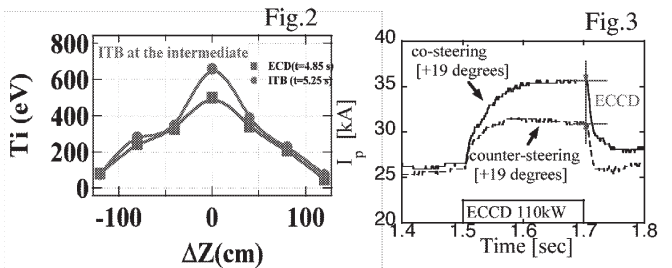 Fig.2
ITB at the intermediate
ECD(t=4.85 s)
ITB (t=5.25 s)
Ti (eV)
800
600
400
200
0
-100
0
100
ΔZ(cm)
Fig.3
co-steering
[+19 degrees]
ECCD
counter-steering
[+19 degrees]
ECCD 110kW
I_p [kA]
40
35
30
25
20
1.4
1.5
1.6
1.7
1.8
Time [sec]